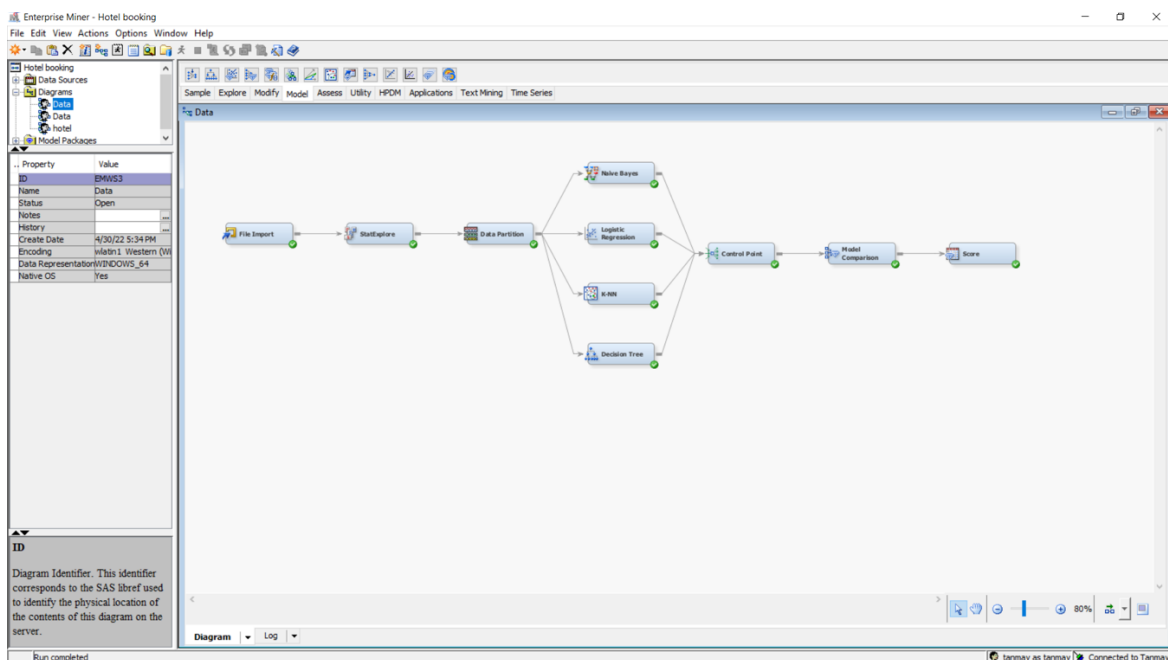 Enterprise Miner - Hotel booking
File Edit View Actions Options Window Help
Hotel booking
Data Sources
Diagrams
Data
Data
hotel
Model Packages
Sample Explore Modify Model Assess Utility HPDM Applications Text Mining Time Series
Data
.. Property Value
ID EMWS3
Name Data
Status Open
Notes ...
History ...
Create Date 4/30/22 5:34 PM
Encoding wlatin1 Western (Wi
Data Representation WINDOWS_64
Native OS Yes
File Import
StatExplore
Data Partition
Naive Bayes
Logistic
Regression
K-NN
Decision Tree
Control Point
Model
Comparison
Score
ID
Diagram Identifier. This identifier
corresponds to the SAS libref used
to identify the physical location of
the contents of this diagram on the
server.
80%
Diagram Log
Run completed
tanmay as tanmay Connected to Tanmay